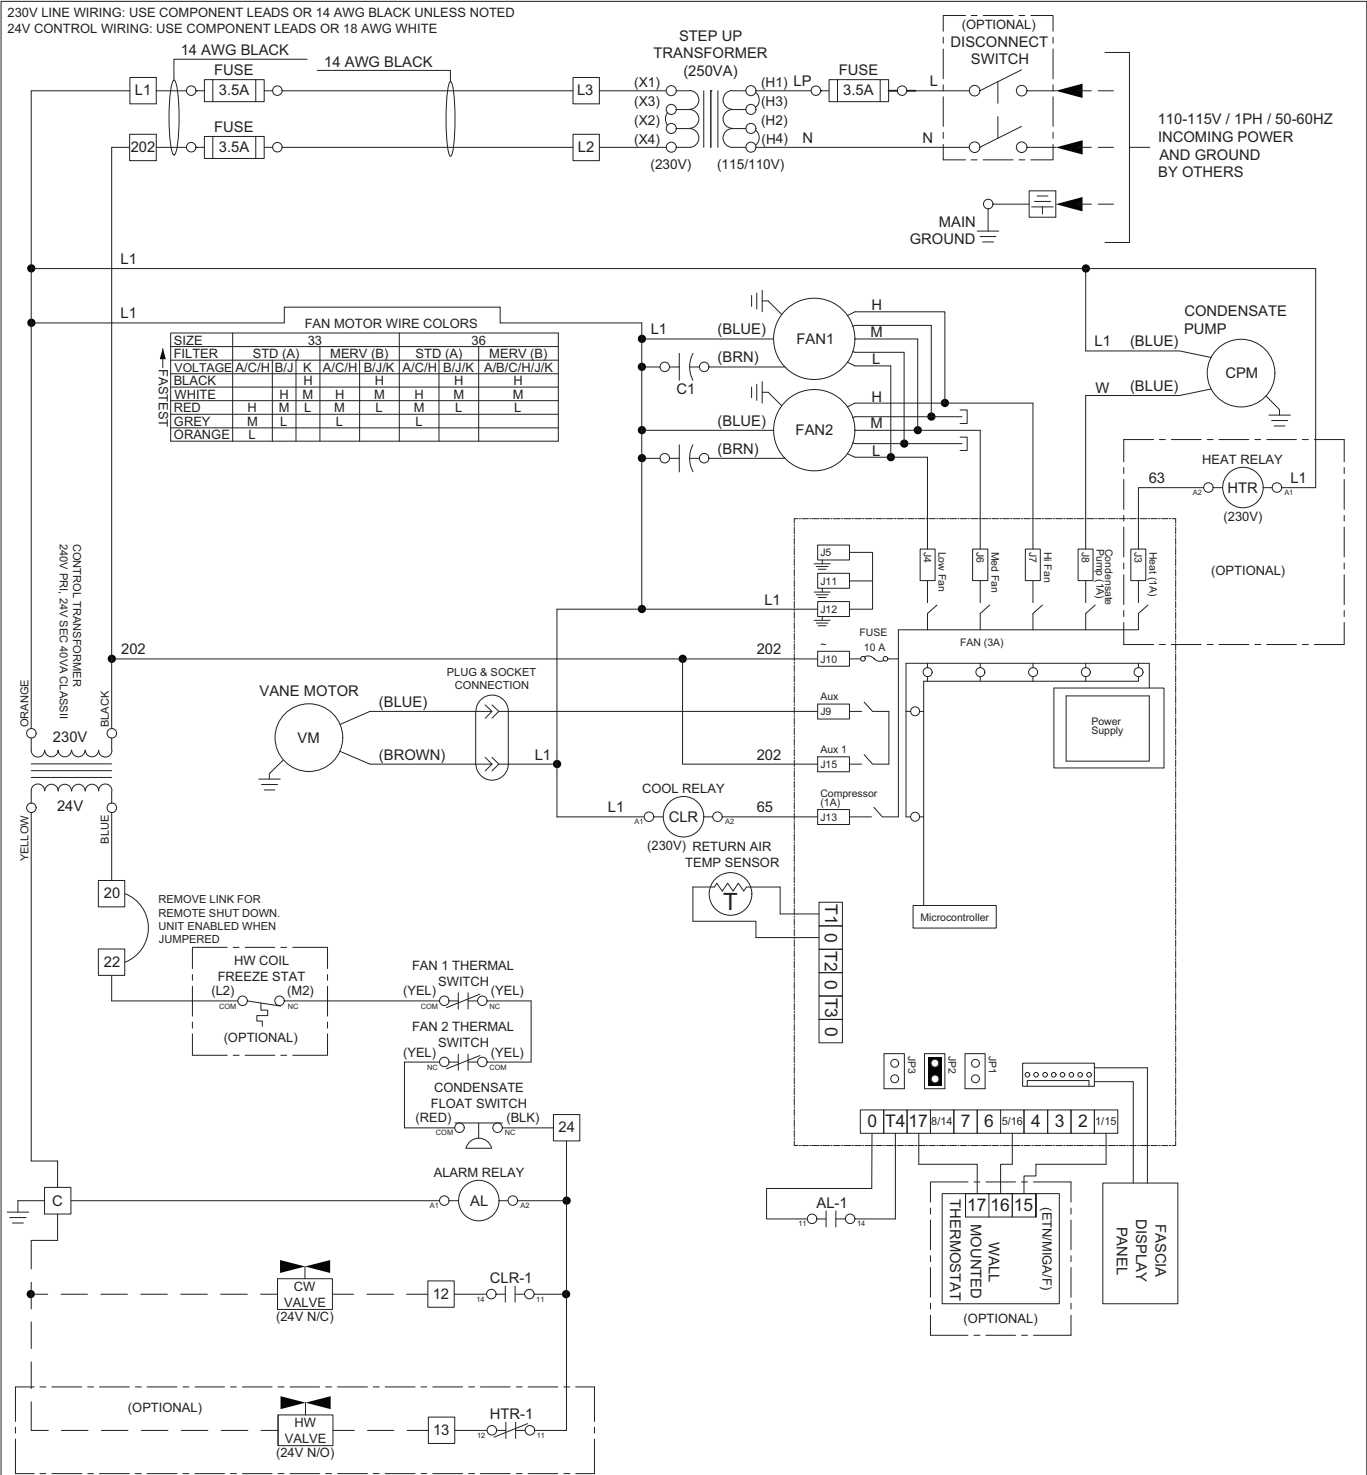 230V LINE WIRING: USE COMPONENT LEADS OR 14 AWG BLACK UNLESS NOTED
24V CONTROL WIRING: USE COMPONENT LEADS OR 18 AWG WHITE
14 AWG BLACK
14 AWG BLACK
L1
FUSE
3.5A
202
FUSE
3.5A
L3
L2
STEP UP
TRANSFORMER
(250VA)
(X1)
(X3)
(X2)
(X4)
(230V)
(H1)
(H3)
(H2)
(H4)
(115/110V)
LP
FUSE
3.5A
L
N
N
(OPTIONAL)
DISCONNECT
SWITCH
110-115V / 1PH / 50-60HZ
INCOMING POWER
AND GROUND
BY OTHERS
MAIN
GROUND
L1
L1
FAN MOTOR WIRE COLORS
SIZE 33 36
FILTER STD (A) MERV (B) STD (A) MERV (B)
VOLTAGE A/C/H B/J K A/C/H B/J/K A/C/H B/J/K A/B/C/H/J/K
BLACK H H H H
WHITE H M H M H M M
RED H M L M L M L L
GREY M L L L
ORANGE L
FASTEST
L1
(BLUE)
(BRN)
C1
FAN1
H
M
L
(BLUE)
(BRN)
FAN2
H
M
L
CONDENSATE
PUMP
L1 (BLUE)
W (BLUE)
CPM
HEAT RELAY
63
A2
HTR
A1
L1
(230V)
(OPTIONAL)
J5
J11
L1
J12
J4
Low Fan
J6
Med Fan
J7
Hi Fan
J8
Condensate
Pump (1A)
J3
Heat (1A)
CONTROL TRANSFORMER
240V PRI, 24V SEC 40VA CLASSII
202
202
~
J10
FUSE
10 A
FAN (3A)
ORANGE
BLACK
230V
24V
YELLOW
BLUE
VANE MOTOR
VM
(BLUE)
(BROWN)
PLUG & SOCKET
CONNECTION
L1
Aux
J9
202
Aux 1
J15
Power
Supply
COOL RELAY
L1
A1
CLR
A2
65
(230V)
Compressor
(1A)
J13
RETURN AIR
TEMP SENSOR
T
T1
0
T2
0
T3
0
Microcontroller
20
22
REMOVE LINK FOR
REMOTE SHUT DOWN.
UNIT ENABLED WHEN
JUMPERED
HW COIL
FREEZE STAT
(L2)
COM
(M2)
NC
(OPTIONAL)
FAN 1 THERMAL
SWITCH
(YEL)
COM
(YEL)
NC
FAN 2 THERMAL
SWITCH
(YEL)
NC
(YEL)
COM
CONDENSATE
FLOAT SWITCH
(RED)
COM
(BLK)
NC
24
JP3
JP2
JP1
0 T4 17 8/14 7 6 5/16 4 3 2 1/15
C
ALARM RELAY
A1
AL
A2
AL-1
11
14
17 16 15
WALL
MOUNTED
THERMOSTAT
(ETN/MIGA/F)
(OPTIONAL)
FASCIA
DISPLAY
PANEL
CW
VALVE
(24V N/C)
12
CLR-1
14
11
(OPTIONAL)
HW
VALVE
(24V N/O)
13
HTR-1
12
11